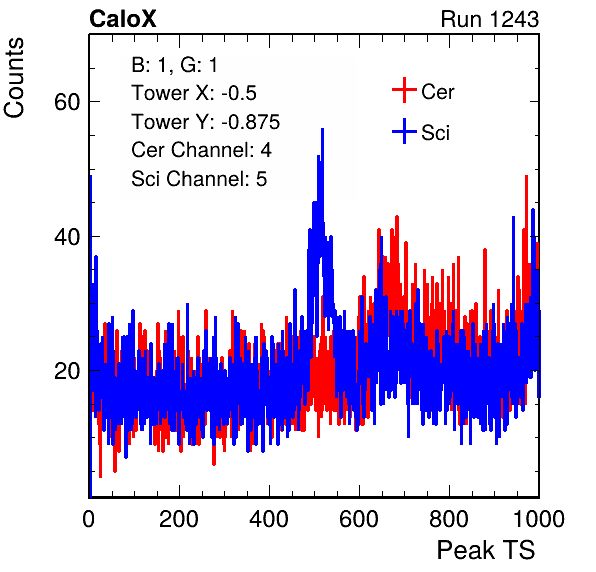 CaloX Run 1243
Counts
B: 1, G: 1
Tower X: -0.5
Tower Y: -0.875
Cer Channel: 4
Sci Channel: 5
Cer
Sci
60
40
20
0 200 400 600 800 1000
Peak TS